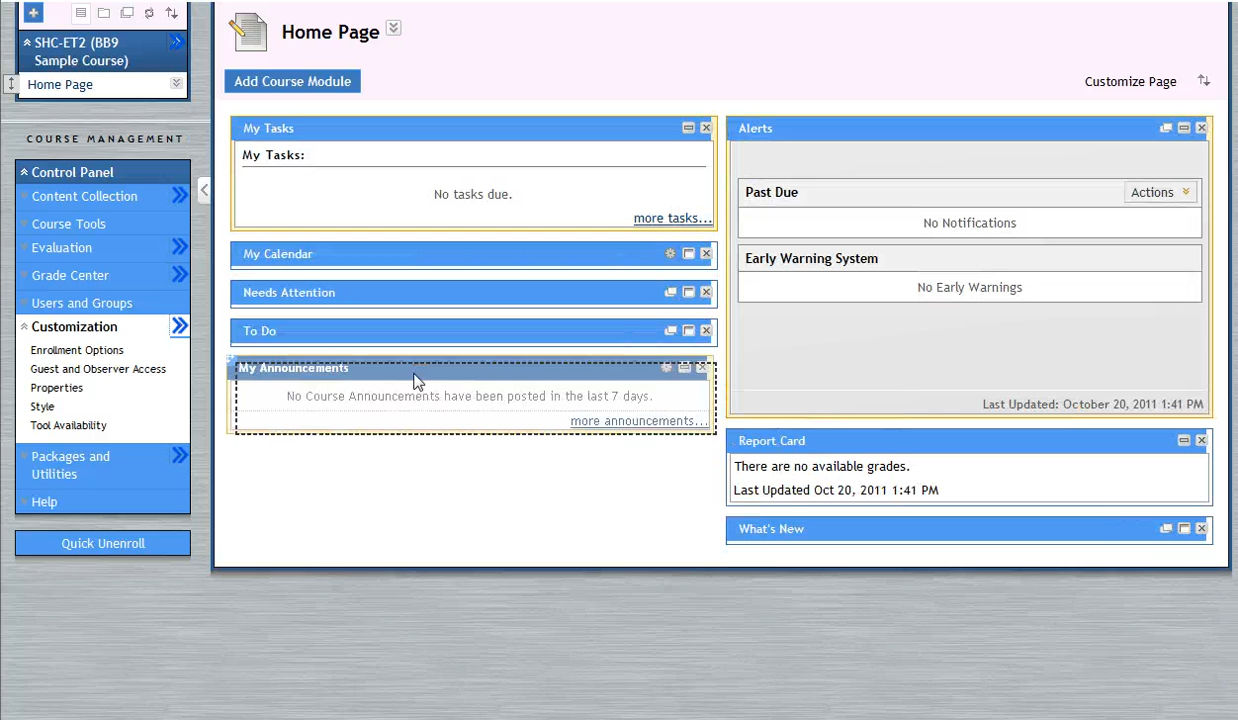 SHC-ET2 (BB9
Sample Course)
Home Page
COURSE MANAGEMENT
Control Panel
Content Collection
Course Tools
Evaluation
Grade Center
Users and Groups
Customization
Enrollment Options
Guest and Observer Access
Properties
Style
Tool Availability
Packages and
Utilities
Help
Quick Unenroll
Home Page
Add Course Module
Customize Page
My Tasks
My Tasks:
No tasks due.
more tasks...
My Calendar
Needs Attention
To Do
My Announcements
No Course Announcements have been posted in the last 7 days.
more announcements...
Alerts
Past Due
Actions
No Notifications
Early Warning System
No Early Warnings
Last Updated: October 20, 2011 1:41 PM
Report Card
There are no available grades.
Last Updated Oct 20, 2011 1:41 PM
What's New